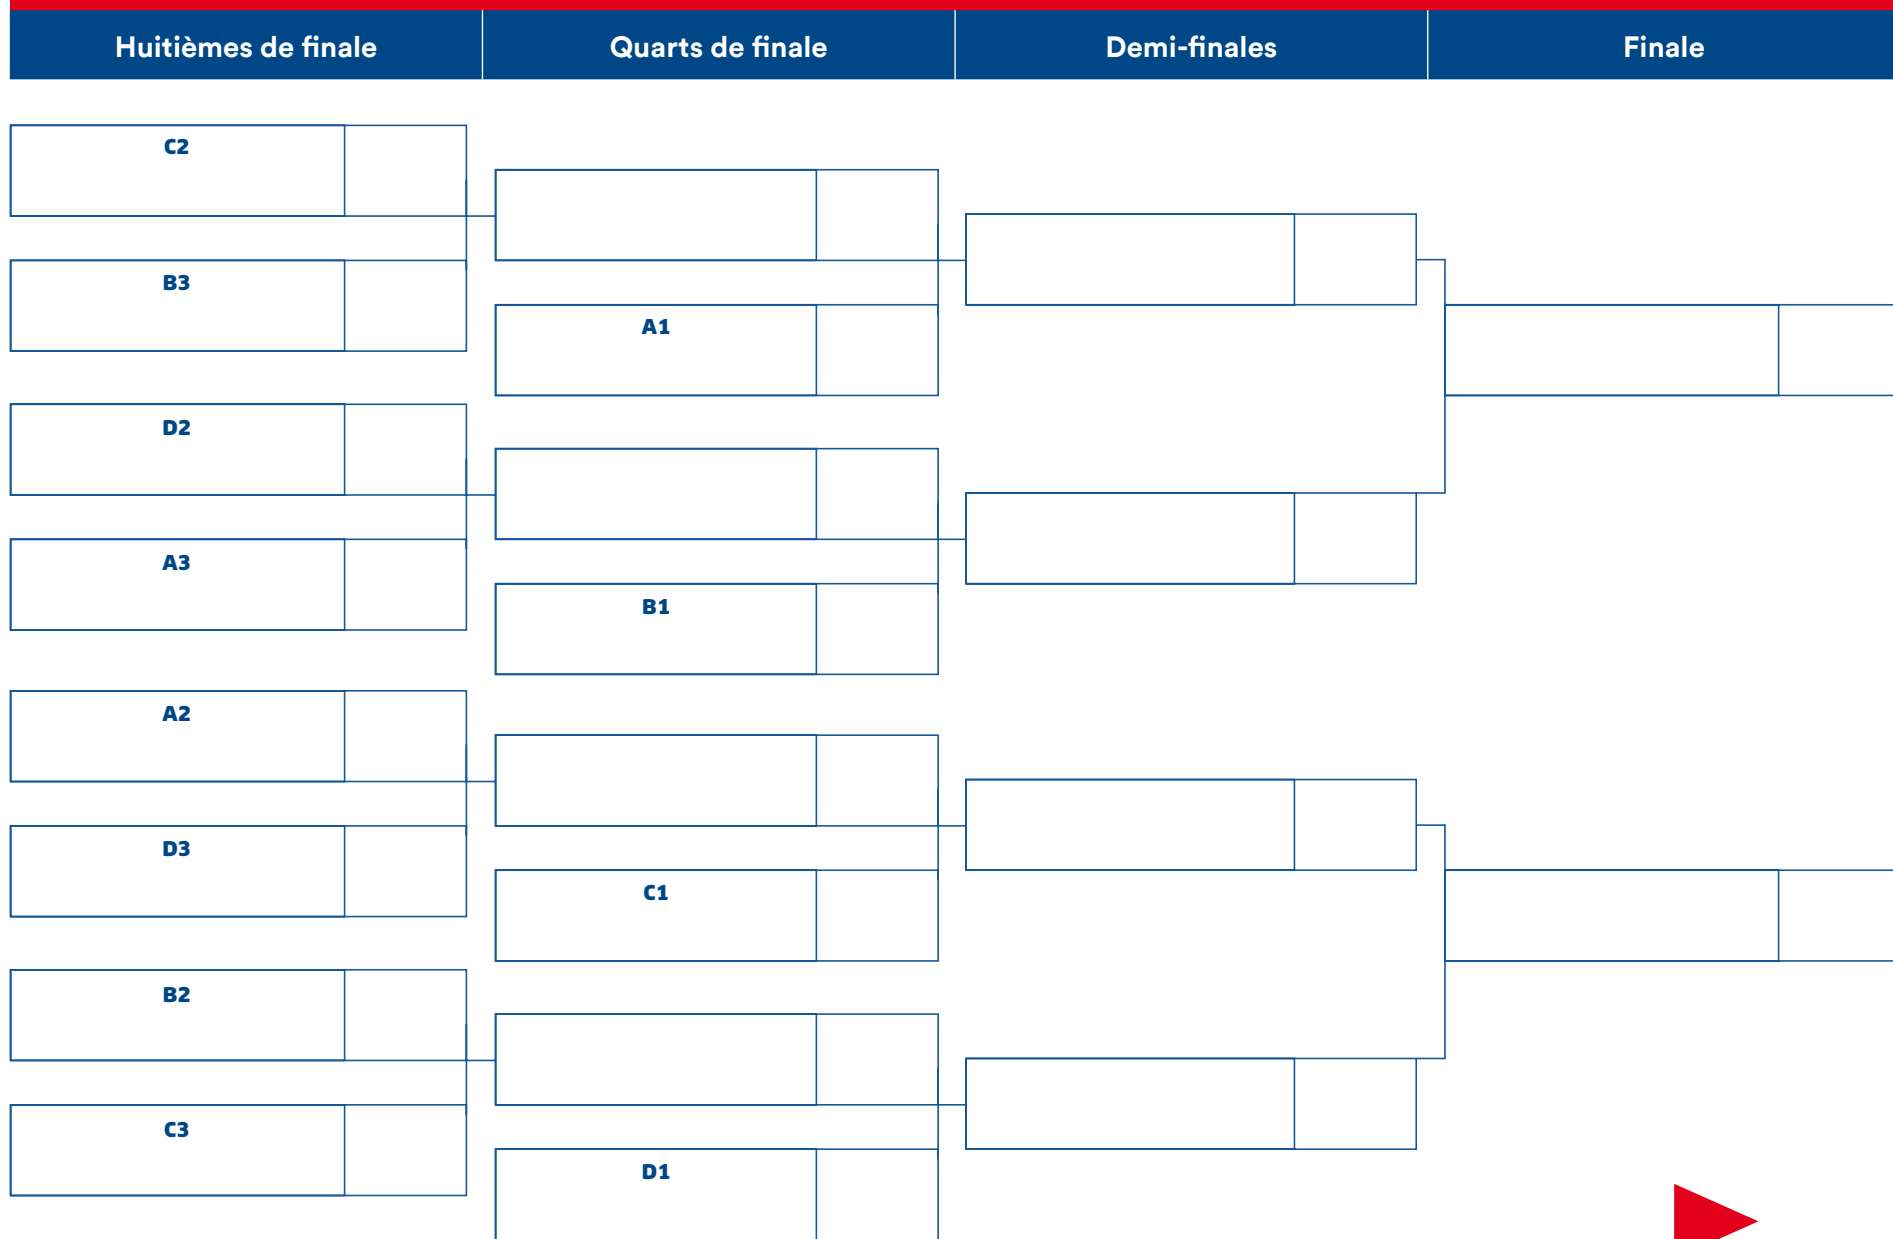 Huitièmes de finale
Quarts de finale
Demi-finales
Finale
C2
B3
A1
D2
A3
B1
A2
D3
C1
B2
C3
D1